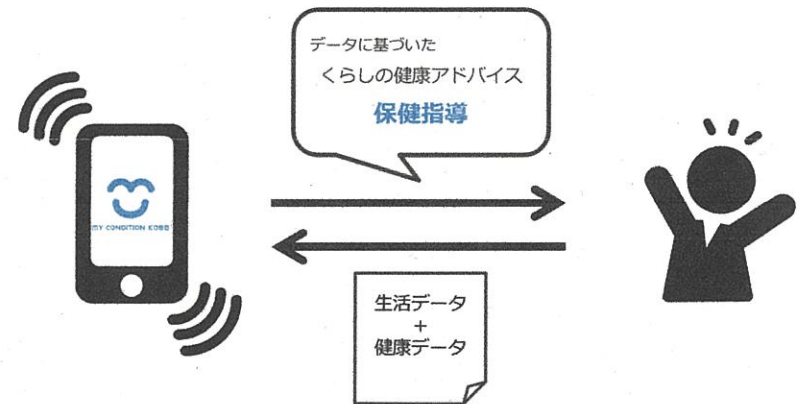 データに基づいた
くらしの健康アドバイス
保健指導
MY CONDITION KOBE
生活データ
+
健康データ